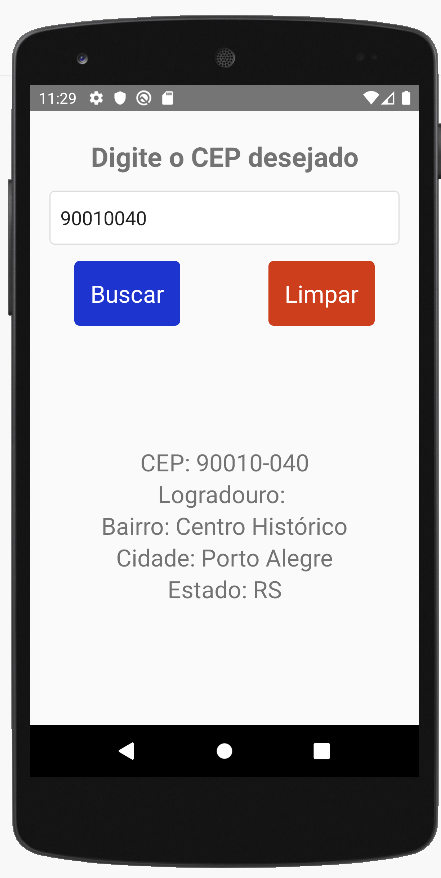 11:29
Digite o CEP desejado
90010040
Buscar Limpar
CEP: 90010-040
Logradouro:
Bairro: Centro Histórico
Cidade: Porto Alegre
Estado: RS